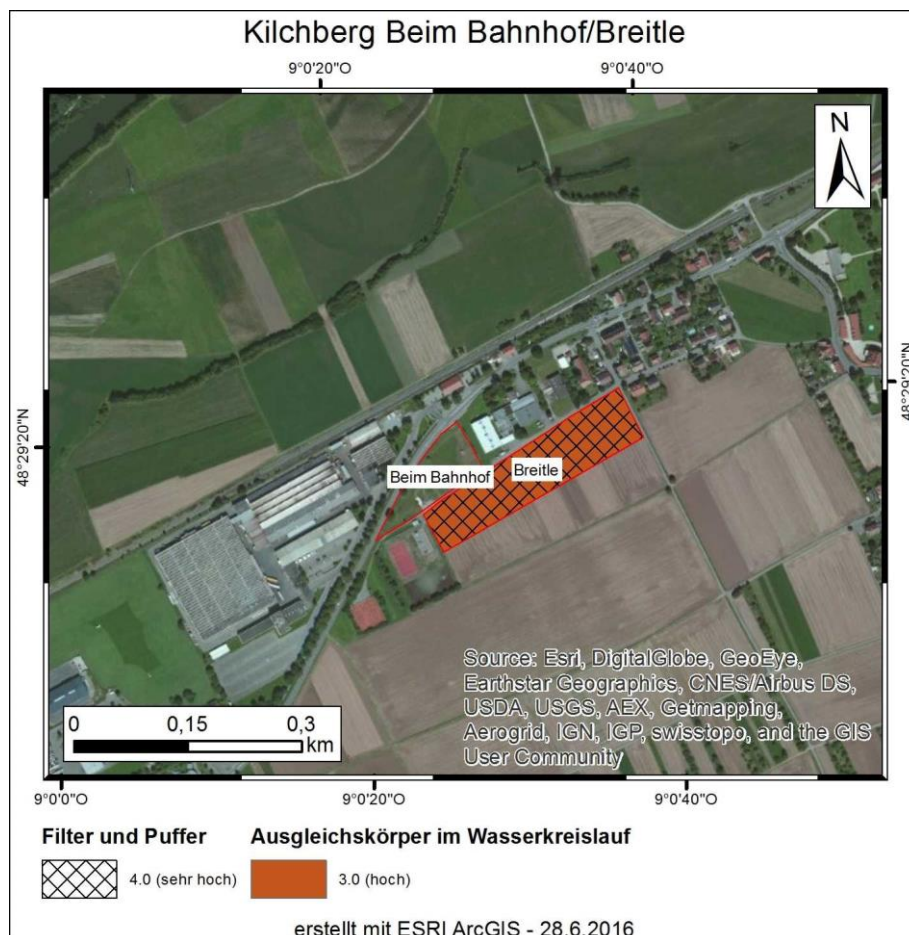 Kilchberg Beim Bahnhof/Breitle
9°0'20"O 9°0'40"O
N
48°29'20"N
48°29'20"N
Beim Bahnhof
Breitle
Source: Esri, DigitalGlobe, GeoEye,
Earthstar Geographics, CNES/Airbus DS,
USDA, USGS, AEX, Getmapping,
Aerogrid, IGN, IGP, swisstopo, and the GIS
User Community
0 0,15 0,3
km
9°0'0"O 9°0'20"O 9°0'40"O
Filter und Puffer Ausgleichskörper im Wasserkreislauf
4.0 (sehr hoch) 3.0 (hoch)
erstellt mit ESRI ArcGIS - 28.6.2016